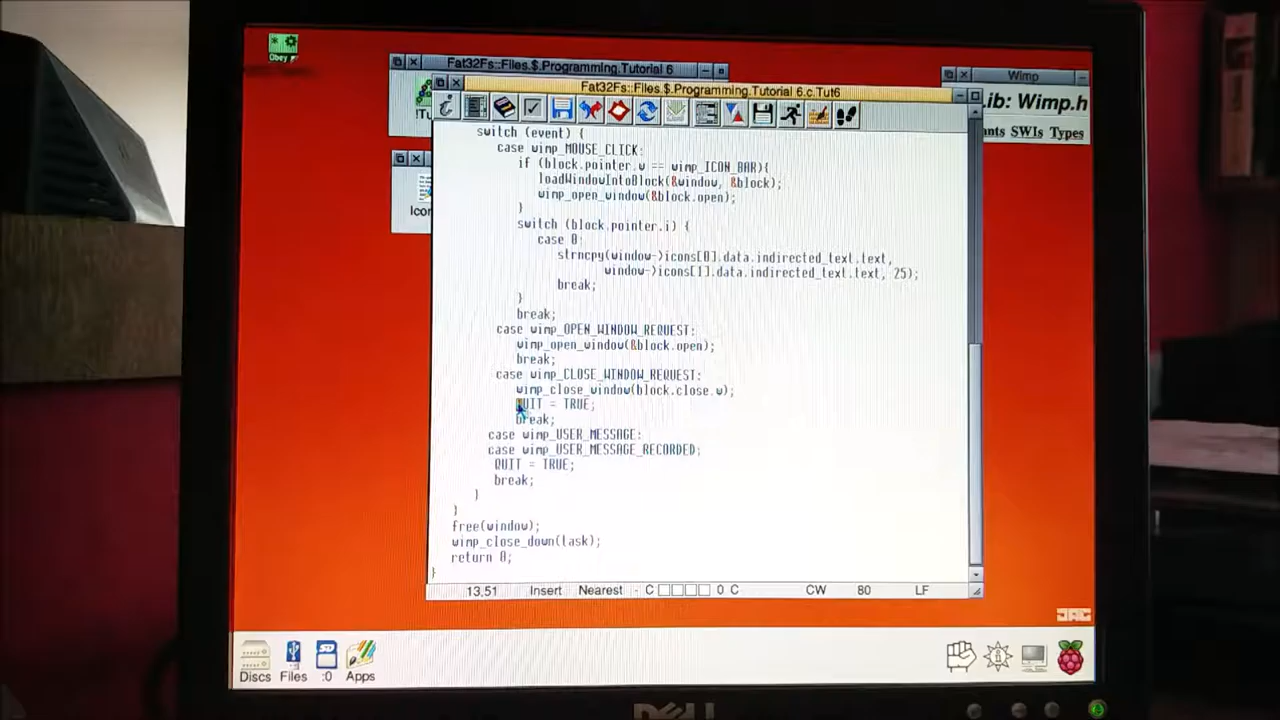 Obey
Fat32Fs::Files.$.Programming.Tutorial 6
Wimp
Fat32Fs::Files.$.Programming.Tutorial 6.c.Tut6
Lib: Wimp.h
SWIs Types
switch (event) {
case wimp_MOUSE_CLICK:
if (block.pointer.w == wimp_ICON_BAR){
loadWindowIntoBlock(&window, &block);
wimp_open_window(&block.open);
}
switch (block.pointer.i) {
case 0:
strncpy(window->icons[0].data.indirected_text.text,
window->icons[1].data.indirected_text.text, 25);
break;
}
break;
case wimp_OPEN_WINDOW_REQUEST:
wimp_open_window(&block.open);
break;
case wimp_CLOSE_WINDOW_REQUEST:
wimp_close_window(block.close.w);
QUIT = TRUE;
break;
case wimp_USER_MESSAGE:
case wimp_USER_MESSAGE_RECORDED:
QUIT = TRUE;
break;
}
}
free(window);
wimp_close_down(task);
return 0;
}
13,51 Insert Nearest - C 0 C CW 80 LF
Discs Files :0 Apps
SD
DELL